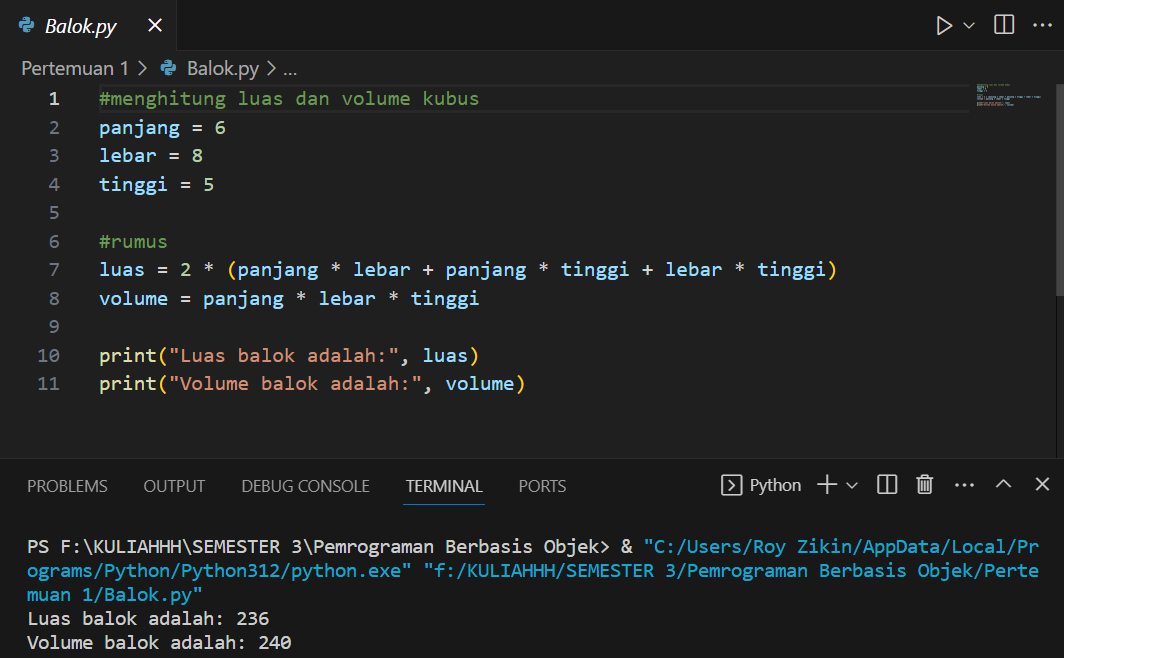 Balok.py
Pertemuan 1 > Balok.py > ...
1 #menghitung luas dan volume kubus
2 panjang = 6
3 lebar = 8
4 tinggi = 5
5
6 #rumus
7 luas = 2 * (panjang * lebar + panjang * tinggi + lebar * tinggi)
8 volume = panjang * lebar * tinggi
9
10 print("Luas balok adalah:", luas)
11 print("Volume balok adalah:", volume)
PROBLEMS OUTPUT DEBUG CONSOLE TERMINAL PORTS Python
PS F:\KULIAHHH\SEMESTER 3\Pemrograman Berbasis Objek> & "C:/Users/Roy Zikin/AppData/Local/Pr
ograms/Python/Python312/python.exe" "f:/KULIAHHH/SEMESTER 3/Pemrograman Berbasis Objek/Perte
muan 1/Balok.py"
Luas balok adalah: 236
Volume balok adalah: 240